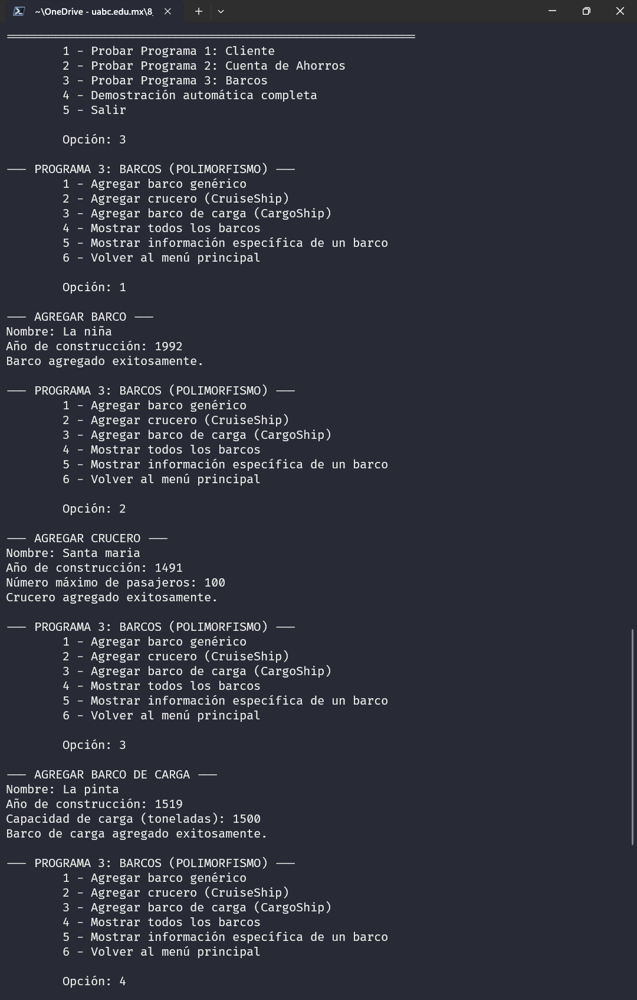 ~\OneDrive - uabc.edu.mx\8_
══════════════════════════════════════════════════════════
1 - Probar Programa 1: Cliente
2 - Probar Programa 2: Cuenta de Ahorros
3 - Probar Programa 3: Barcos
4 - Demostración automática completa
5 - Salir
Opción: 3
--- PROGRAMA 3: BARCOS (POLIMORFISMO) ---
1 - Agregar barco genérico
2 - Agregar crucero (CruiseShip)
3 - Agregar barco de carga (CargoShip)
4 - Mostrar todos los barcos
5 - Mostrar información específica de un barco
6 - Volver al menú principal
Opción: 1
--- AGREGAR BARCO ---
Nombre: La niña
Año de construcción: 1992
Barco agregado exitosamente.
--- PROGRAMA 3: BARCOS (POLIMORFISMO) ---
1 - Agregar barco genérico
2 - Agregar crucero (CruiseShip)
3 - Agregar barco de carga (CargoShip)
4 - Mostrar todos los barcos
5 - Mostrar información específica de un barco
6 - Volver al menú principal
Opción: 2
--- AGREGAR CRUCERO ---
Nombre: Santa maria
Año de construcción: 1491
Número máximo de pasajeros: 100
Crucero agregado exitosamente.
--- PROGRAMA 3: BARCOS (POLIMORFISMO) ---
1 - Agregar barco genérico
2 - Agregar crucero (CruiseShip)
3 - Agregar barco de carga (CargoShip)
4 - Mostrar todos los barcos
5 - Mostrar información específica de un barco
6 - Volver al menú principal
Opción: 3
--- AGREGAR BARCO DE CARGA ---
Nombre: La pinta
Año de construcción: 1519
Capacidad de carga (toneladas): 1500
Barco de carga agregado exitosamente.
--- PROGRAMA 3: BARCOS (POLIMORFISMO) ---
1 - Agregar barco genérico
2 - Agregar crucero (CruiseShip)
3 - Agregar barco de carga (CargoShip)
4 - Mostrar todos los barcos
5 - Mostrar información específica de un barco
6 - Volver al menú principal
Opción: 4